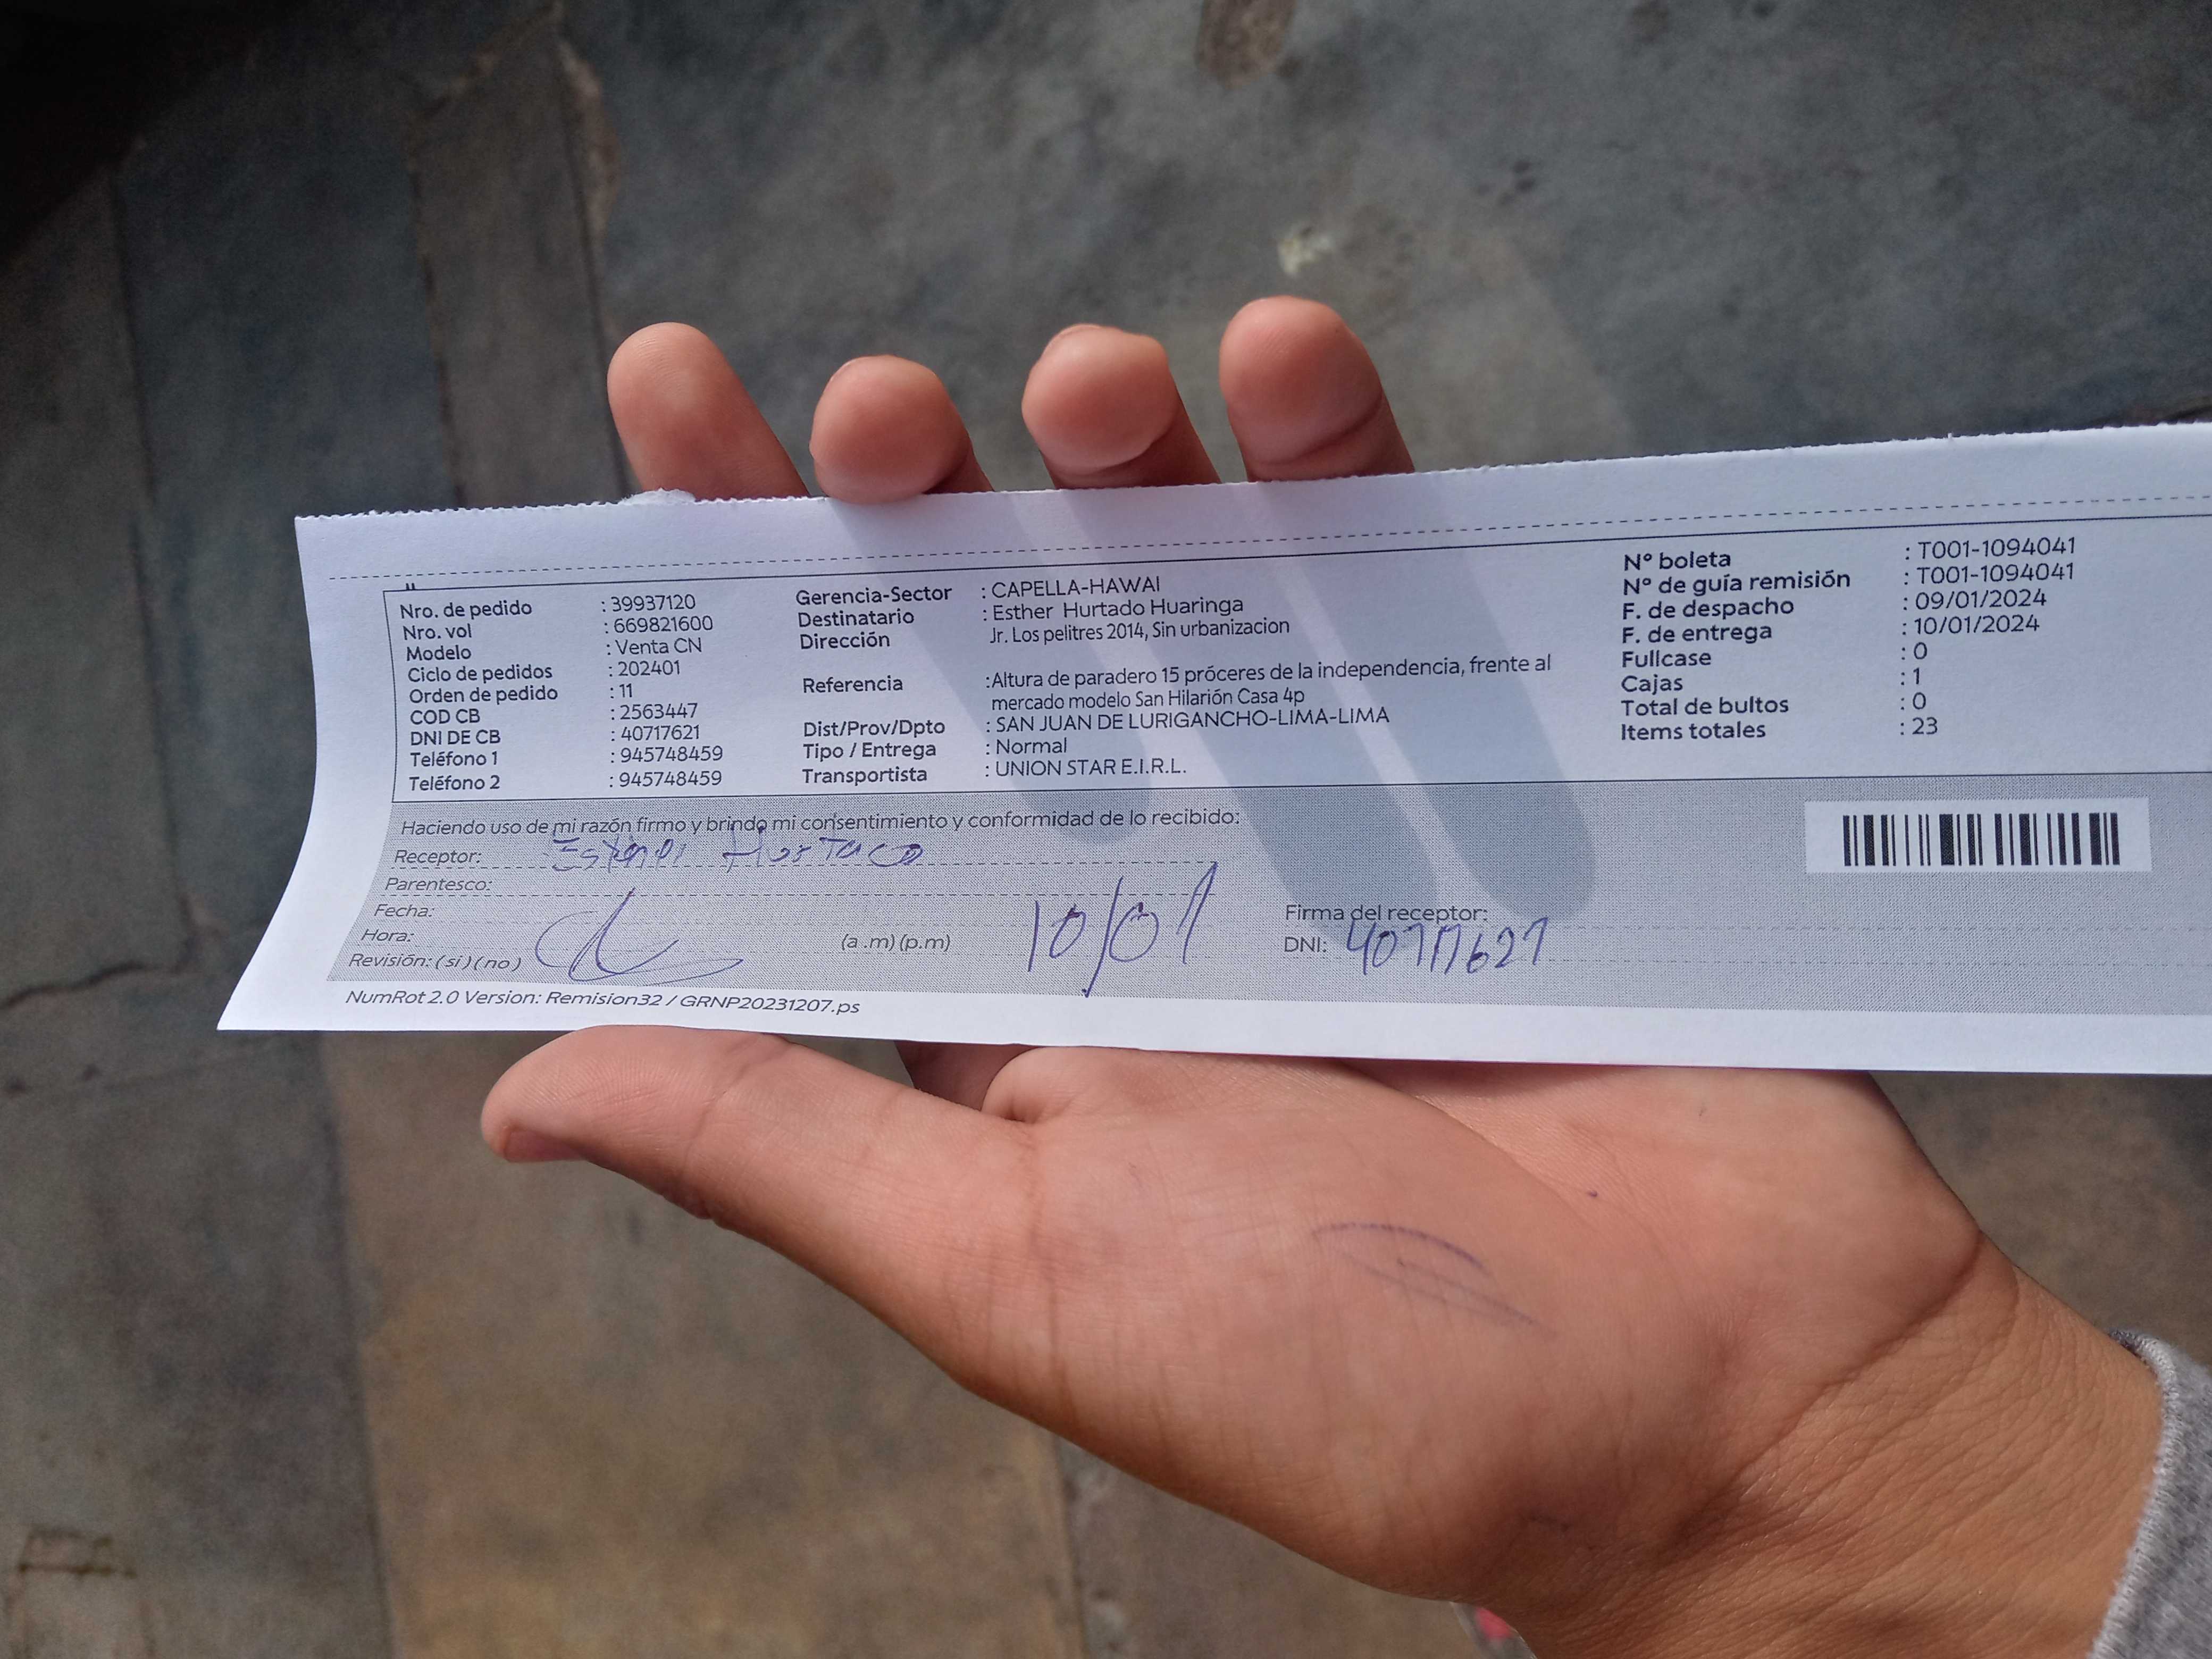 Nro. de pedido : 39937120
Nro. vol : 669821600
Modelo : Venta CN
Ciclo de pedidos : 202401
Orden de pedido : 11
COD CB : 2563447
DNI DE CB : 40717621
Teléfono 1 : 945748459
Teléfono 2 : 945748459
Gerencia-Sector : CAPELLA-HAWAI
Destinatario : Esther Hurtado Huaringa
Dirección Jr. Los pelitres 2014, Sin urbanizacion
Referencia :Altura de paradero 15 próceres de la independencia, frente al
mercado modelo San Hilarión Casa 4p
Dist/Prov/Dpto : SAN JUAN DE LURIGANCHO-LIMA-LIMA
Tipo / Entrega : Normal
Transportista : UNION STAR E.I.R.L.
Nº boleta : T001-1094041
Nº de guía remisión : T001-1094041
F. de despacho : 09/01/2024
F. de entrega : 10/01/2024
Fullcase : 0
Cajas : 1
Total de bultos : 0
Items totales : 23
Haciendo uso de mi razón firmo y brindo mi consentimiento y conformidad de lo recibido:
Receptor:
Parentesco:
Fecha: 10/01
Hora: (a .m) (p.m)
Revisión: (si) (no)
Firma del receptor:
DNI: 40717621
NumRot 2.0 Version: Remision32 / GRNP20231207.ps